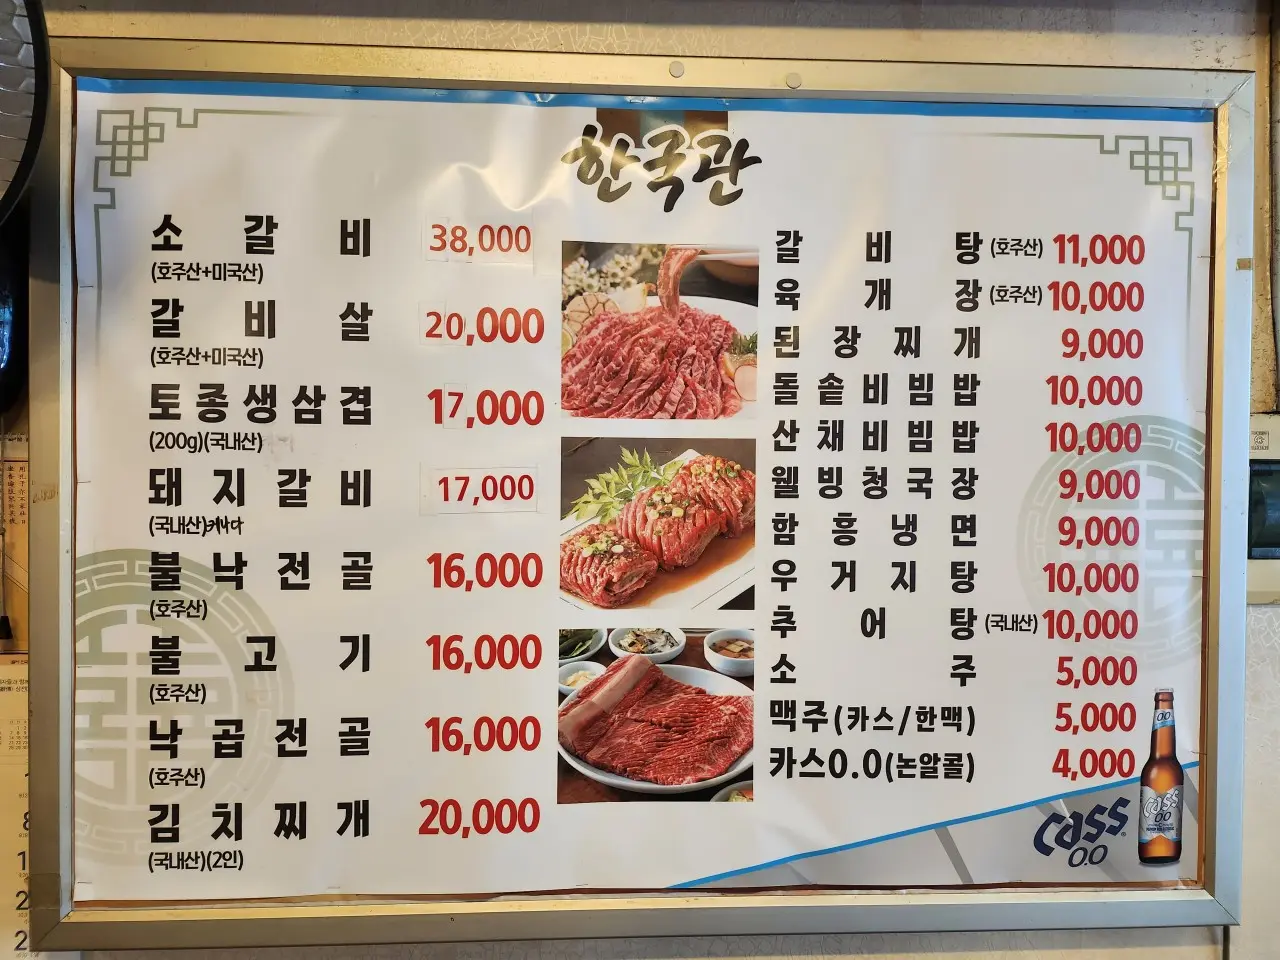 한국관
소갈비 38,000
(호주산+미국산)
갈비살 20,000
(호주산+미국산)
토종생삼겹 17,000
(200g)(국내산)
돼지갈비 17,000
(국내산)캐나다
불낙전골 16,000
(호주산)
불고기 16,000
(호주산)
낙곱전골 16,000
(호주산)
김치찌개 20,000
(국내산)(2인)
갈비탕 (호주산) 11,000
육개장 (호주산) 10,000
된장찌개 9,000
돌솥비빔밥 10,000
산채비빔밥 10,000
웰빙청국장 9,000
함흥냉면 9,000
우거지탕 10,000
추어탕 (국내산) 10,000
소주 5,000
맥주(카스/한맥) 5,000
카스0.0(논알콜) 4,000
Cass
0.0
Cass
00